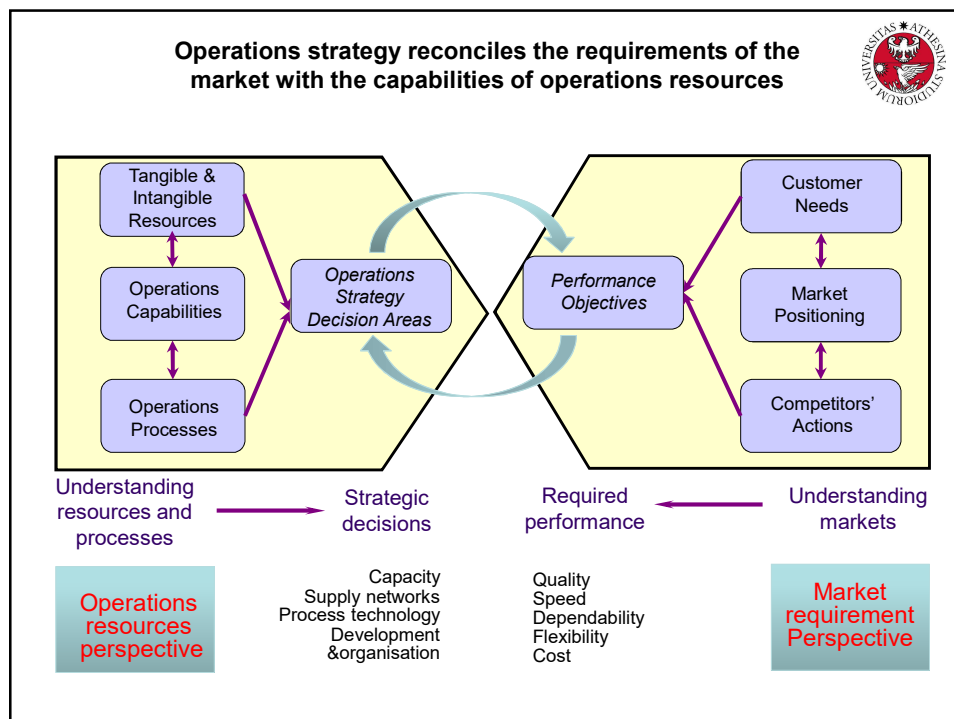 Operations strategy reconciles the requirements of the
market with the capabilities of operations resources
UNIVERSITAS ATHESINA STUDIORUM
Tangible &
Intangible
Resources
Operations
Capabilities
Operations
Processes
Operations
Strategy
Decision Areas
Performance
Objectives
Customer
Needs
Market
Positioning
Competitors'
Actions
Understanding
resources and
processes
Strategic
decisions
Required
performance
Understanding
markets
Operations
resources
perspective
Capacity
Supply networks
Process technology
Development
&organisation
Quality
Speed
Dependability
Flexibility
Cost
Market
requirement
Perspective